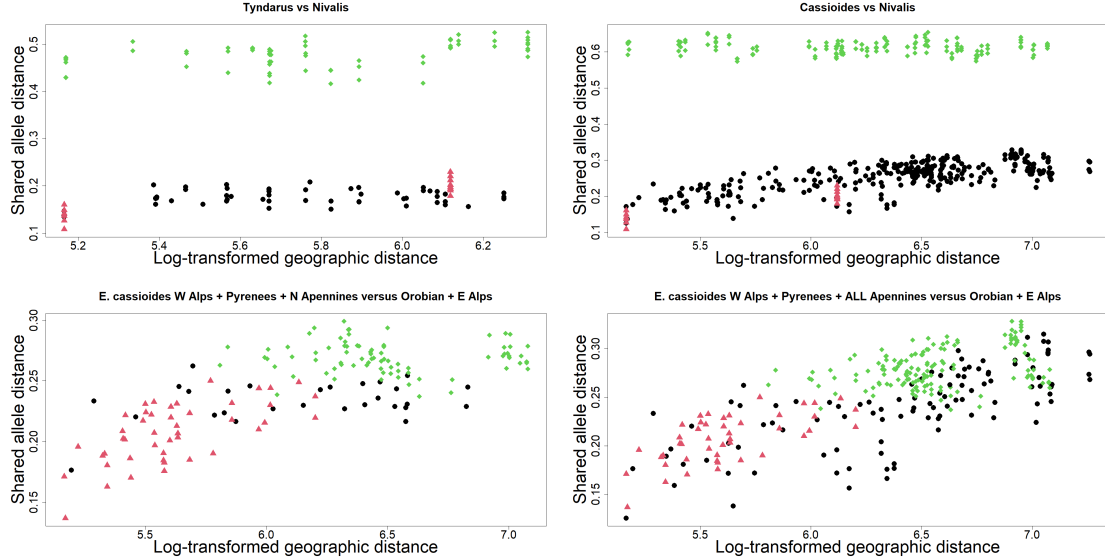 Tyndarus vs Nivalis
Shared allele distance
0.5
0.4
0.3
0.2
0.1
5.2 5.4 5.6 5.8 6.0 6.2
Log-transformed geographic distance
Cassioides vs Nivalis
Shared allele distance
0.6
0.5
0.4
0.3
0.2
0.1
5.5 6.0 6.5 7.0
Log-transformed geographic distance
E. cassioides W Alps + Pyrenees + N Apennines versus Orobian + E Alps
Shared allele distance
0.30
0.25
0.20
0.15
5.5 6.0 6.5 7.0
Log-transformed geographic distance
E. cassioides W Alps + Pyrenees + ALL Apennines versus Orobian + E Alps
Shared allele distance
0.30
0.25
0.20
0.15
5.5 6.0 6.5 7.0
Log-transformed geographic distance